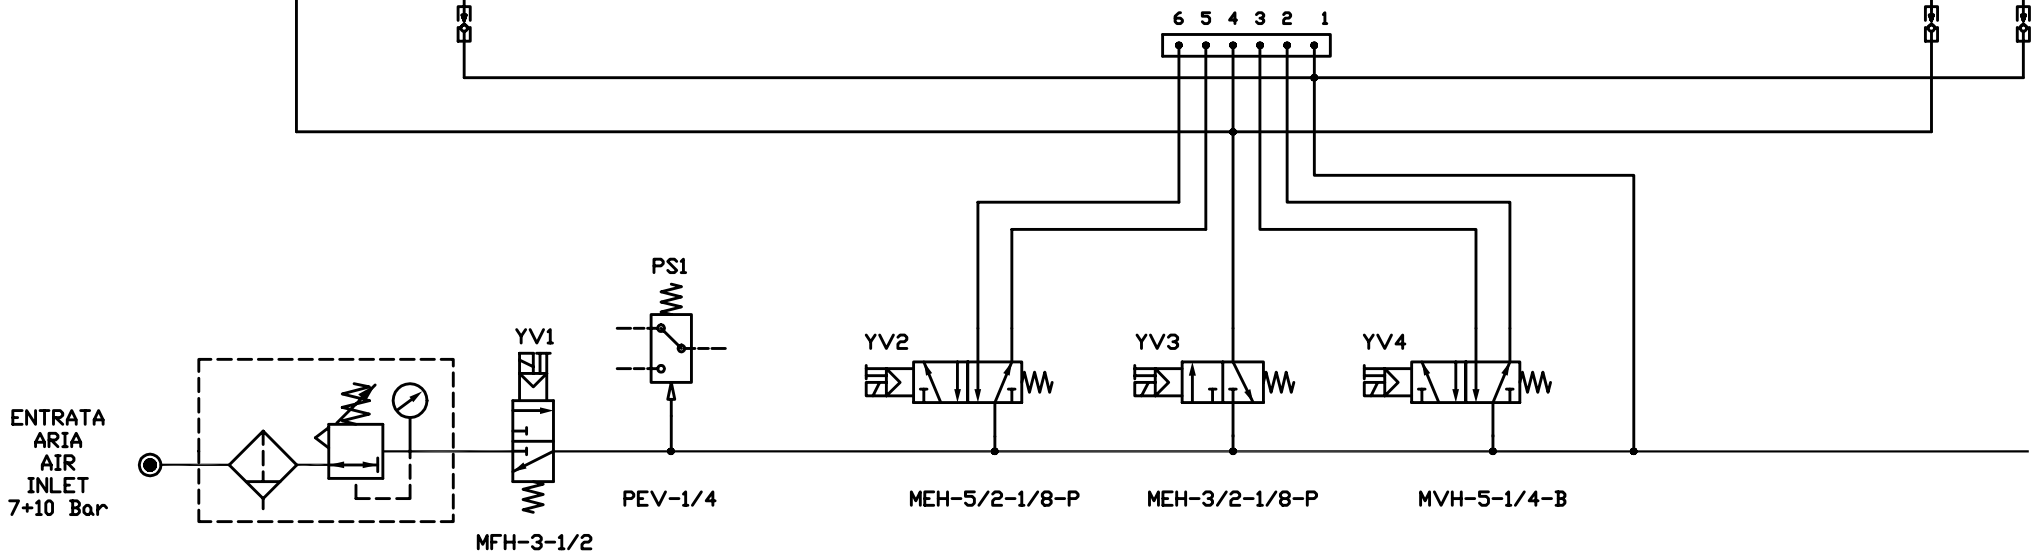 6 5 4 3 2 1
PS1
YV1
YV2
YV3
YV4
ENTRATA
ARIA
AIR
INLET
7+10 Bar
PEV-1/4
MEH-5/2-1/8-P
MEH-3/2-1/8-P
MVH-5-1/4-B
MFH-3-1/2